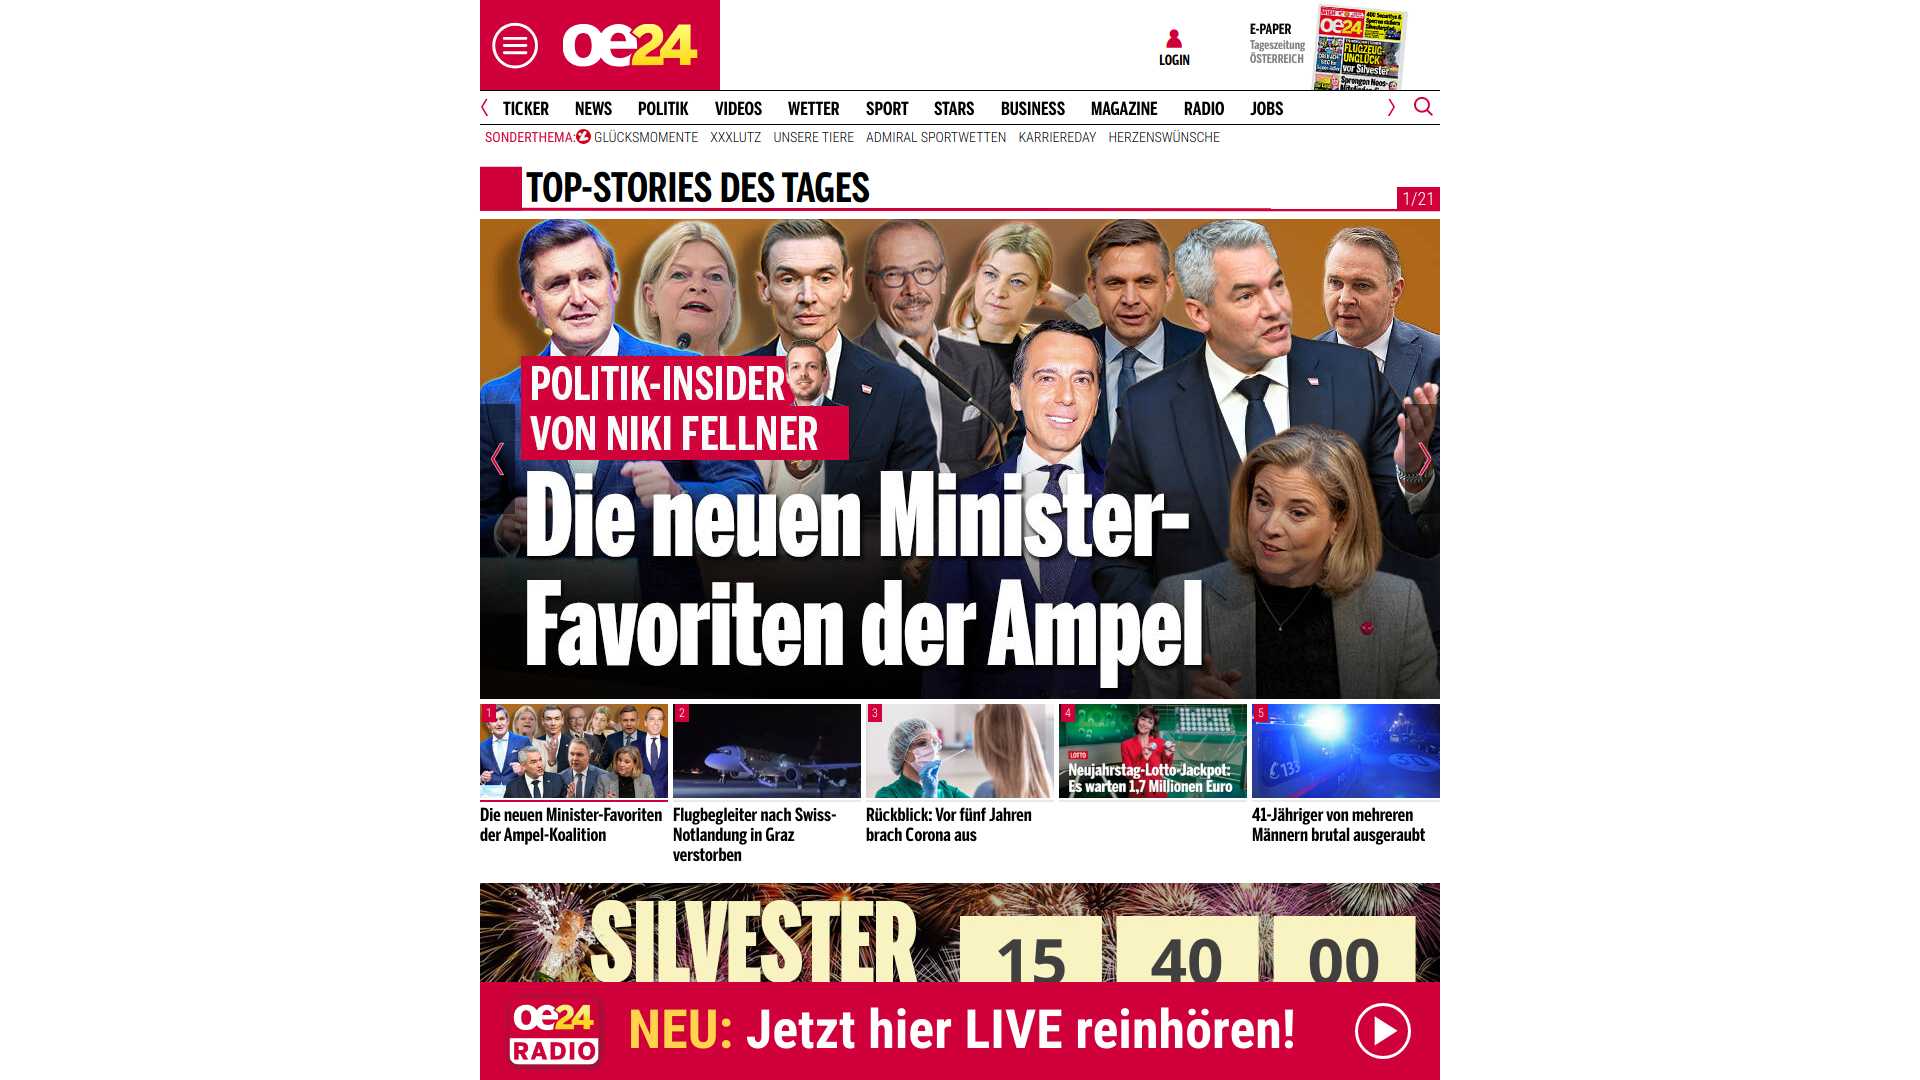 oe24
LOGIN
E-PAPER
Tageszeitung
ÖSTERREICH
oe24
FLUGZEUG-
UNGLÜCK
vor Silvester
TICKER NEWS POLITIK VIDEOS WETTER SPORT STARS BUSINESS MAGAZINE RADIO JOBS
SONDERTHEMA: GLÜCKSMOMENTE XXXLUTZ UNSERE TIERE ADMIRAL SPORTWETTEN KARRIEREDAY HERZENSWÜNSCHE
TOP-STORIES DES TAGES
1/21
POLITIK-INSIDER
VON NIKI FELLNER
Die neuen Minister-
Favoriten der Ampel
1
2
3
4
5
LOTTO
Neujahrstag-Lotto-Jackpot:
Es warten 1,7 Millionen Euro
133
Die neuen Minister-Favoriten
der Ampel-Koalition
Flugbegleiter nach Swiss-
Notlandung in Graz
verstorben
Rückblick: Vor fünf Jahren
brach Corona aus
41-Jähriger von mehreren
Männern brutal ausgeraubt
SILVESTER
15 40 00
oe24
RADIO
NEU: Jetzt hier LIVE reinhören!